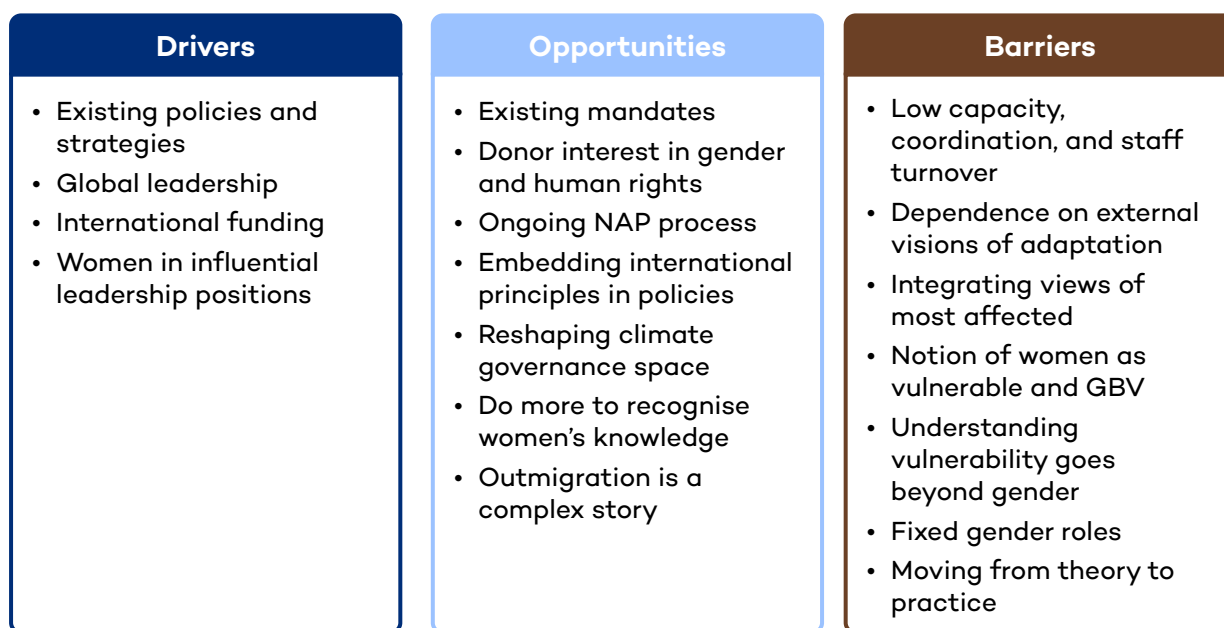 Drivers
• Existing policies and
strategies
• Global leadership
• International funding
• Women in influential
leadership positions
Opportunities
• Existing mandates
• Donor interest in gender
and human rights
• Ongoing NAP process
• Embedding international
principles in policies
• Reshaping climate
governance space
• Do more to recognise
women’s knowledge
• Outmigration is a
complex story
Barriers
• Low capacity,
coordination, and staff
turnover
• Dependence on external
visions of adaptation
• Integrating views of
most affected
• Notion of women as
vulnerable and GBV
• Understanding
vulnerability goes
beyond gender
• Fixed gender roles
• Moving from theory to
practice